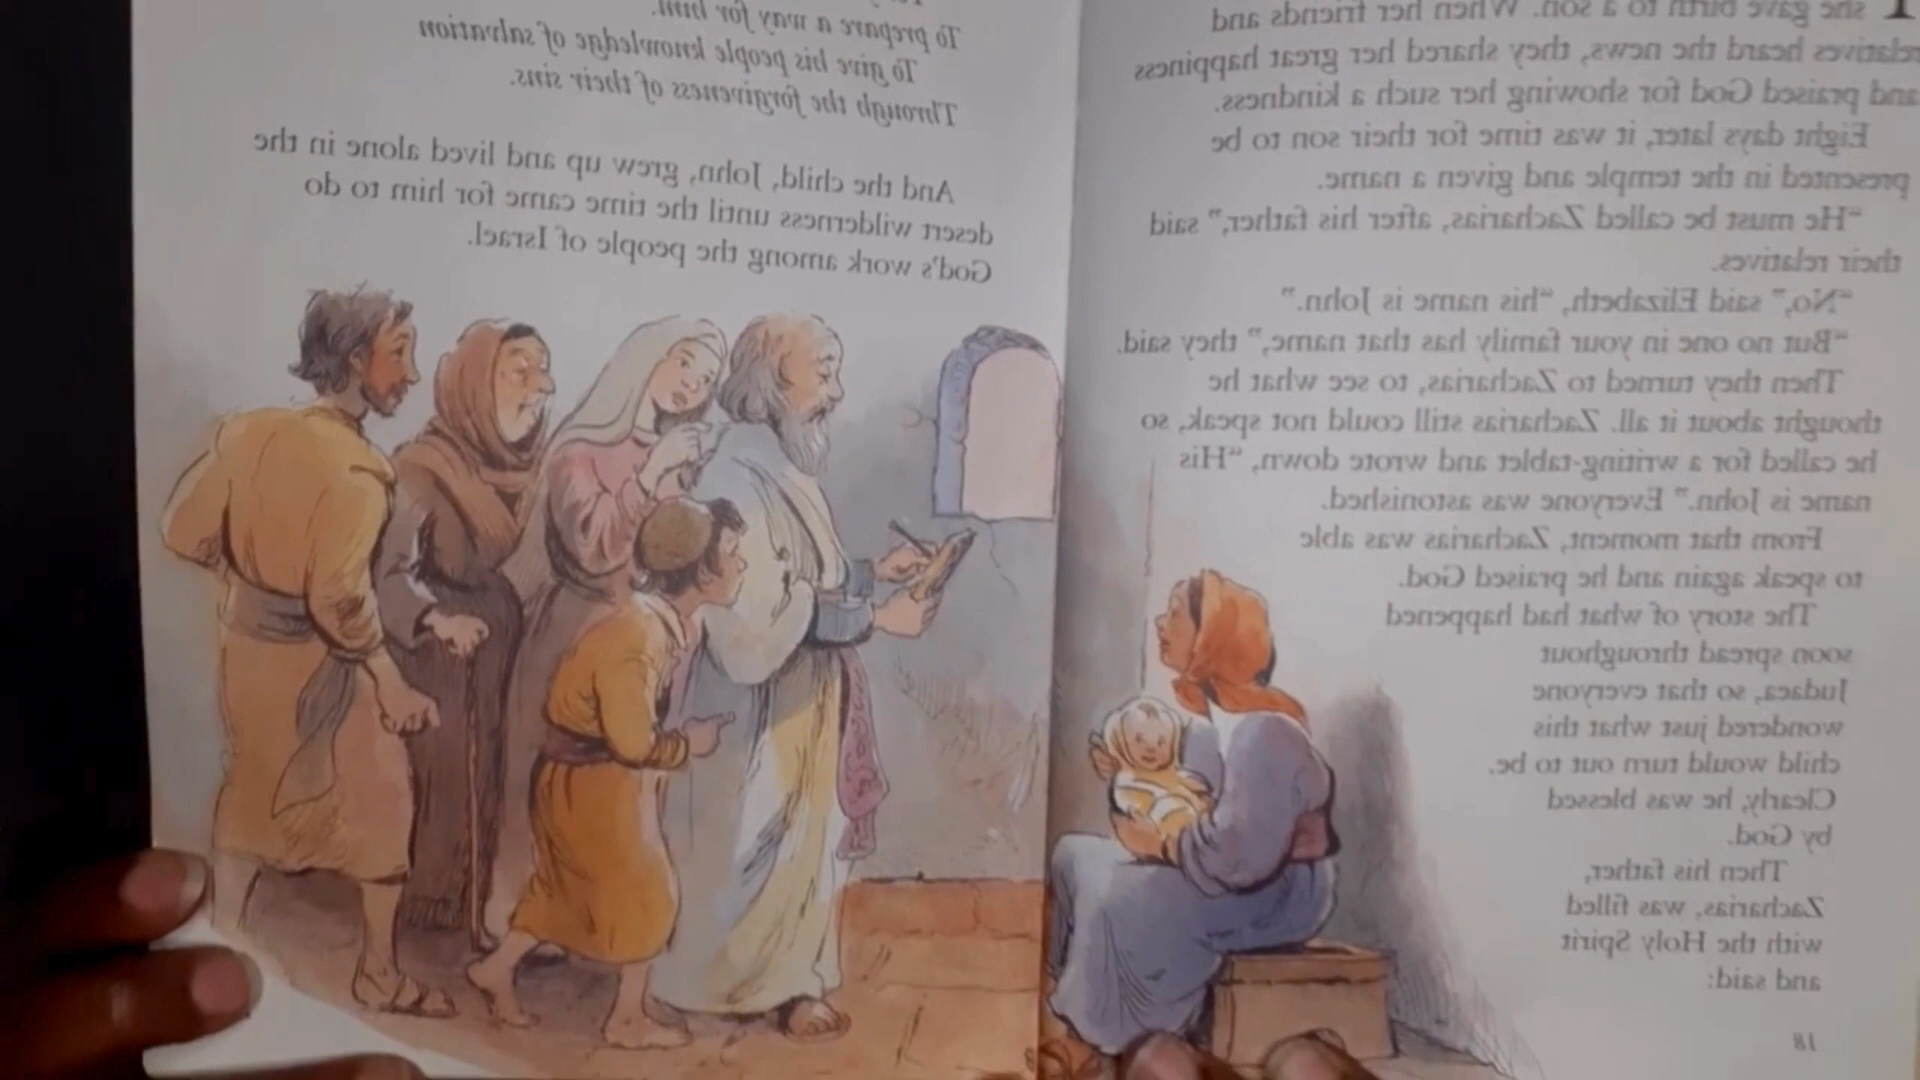 she gave birth to a son. When her friends and
relatives heard the news, they shared her great happiness
and praised God for showing her such a kindness.
Eight days later, it was time for their son to be
presented in the temple and given a name.
“He must be called Zacharias, after his father,” said
their relatives.
“No,” said Elizabeth, “his name is John.”
“But no one in your family has that name,” they said.
Then they turned to Zacharias, to see what he
thought about it all. Zacharias still could not speak, so
he called for a writing-tablet and wrote down, “His
name is John.” Everyone was astonished.
From that moment, Zacharias was able
to speak again and he praised God.
The story of what had happened
soon spread throughout
Judaea, so that everyone
wondered just what this
child would turn out to be.
Clearly, he was blessed
by God.
Then his father,
Zacharias, was filled
with the Holy Spirit
and said:
18
To prepare a way for him.
To give his people knowledge of salvation
Through the forgiveness of their sins.
And the child, John, grew up and lived alone in the
desert wilderness until the time came for him to do
God's work among the people of Israel.